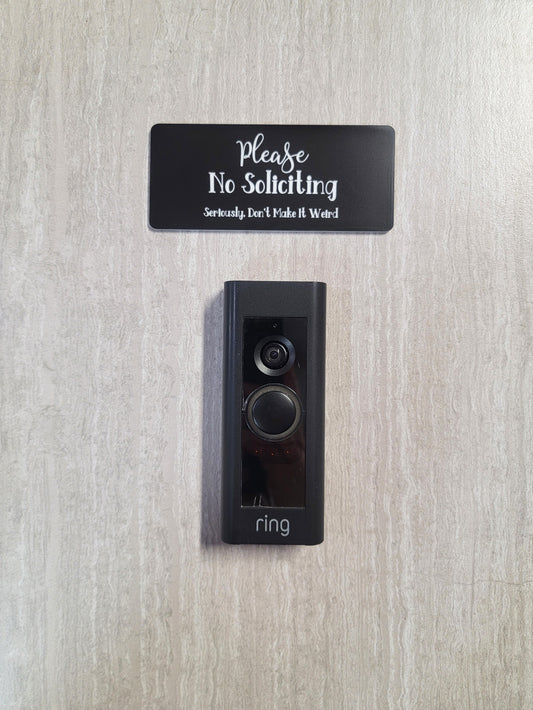 Please
No Soliciting
Seriously, Don't Make It Weird
ring